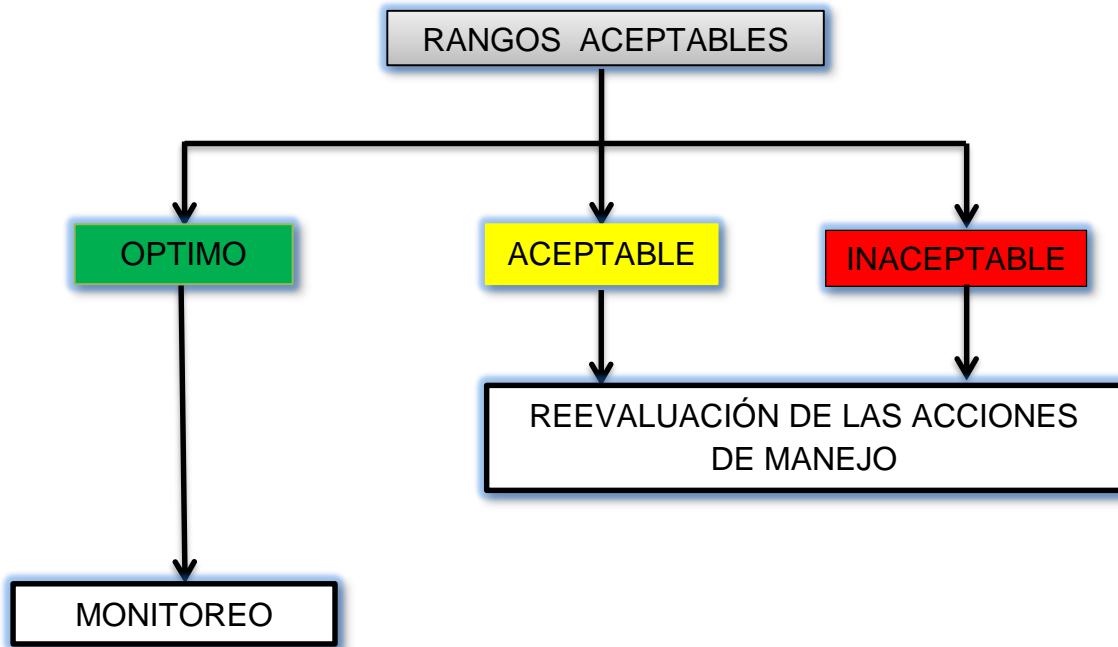 RANGOS ACEPTABLES
OPTIMO
ACEPTABLE
INACEPTABLE
REEVALUACIÓN DE LAS ACCIONES
DE MANEJO
MONITOREO